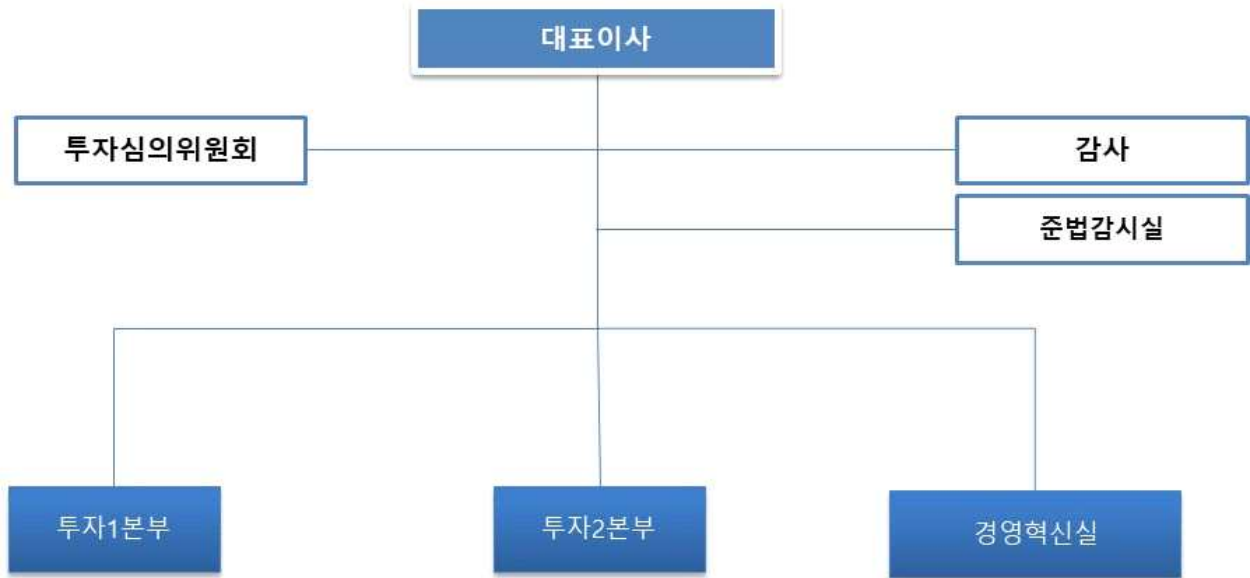 대표이사
투자심의위원회
감사
준법감시실
투자1본부
투자2본부
경영혁신실